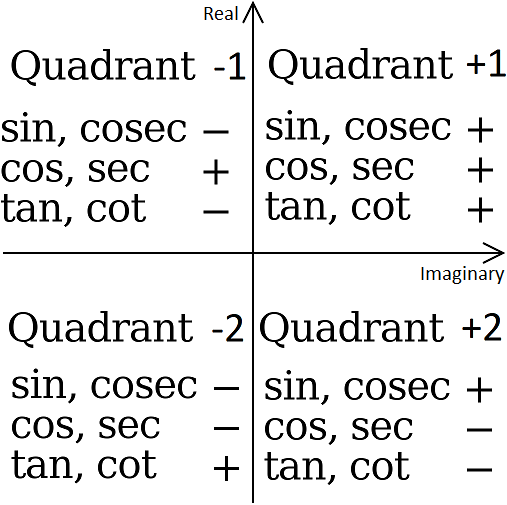 Real
Quadrant -1
sin, cosec −
cos, sec +
tan, cot −
Quadrant +1
sin, cosec +
cos, sec +
tan, cot +
Imaginary
Quadrant -2
sin, cosec −
cos, sec −
tan, cot +
Quadrant +2
sin, cosec +
cos, sec −
tan, cot −